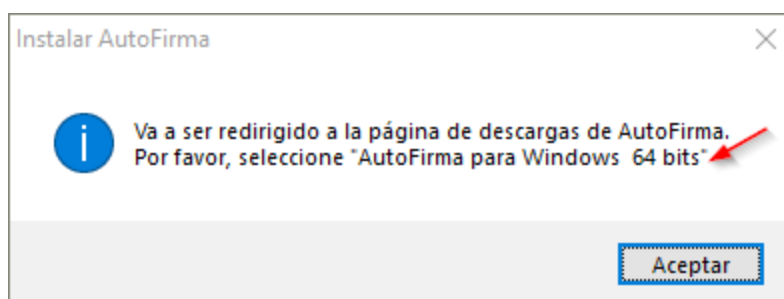 Instalar AutoFirma
Va a ser redirigido a la página de descargas de AutoFirma.
Por favor, seleccione "AutoFirma para Windows  64 bits"
Aceptar